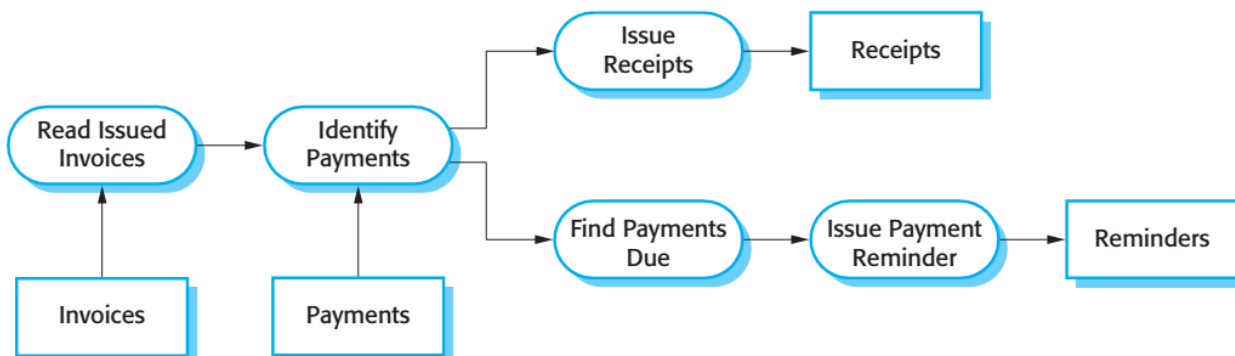 Issue
Receipts
Receipts
Read Issued
Invoices
Identify
Payments
Find Payments
Due
Issue Payment
Reminder
Reminders
Invoices
Payments